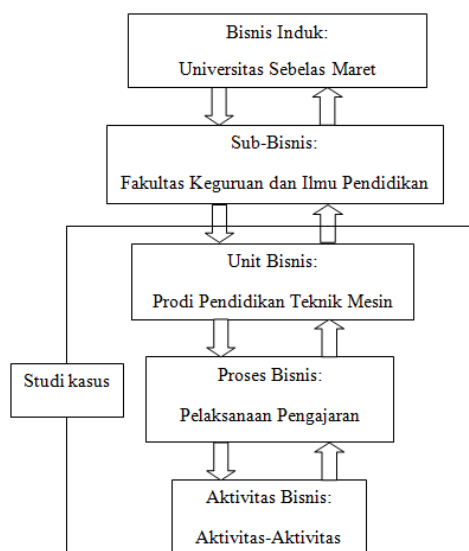 Bisnis Induk:
Universitas Sebelas Maret
Sub-Bisnis:
Fakultas Keguruan dan Ilmu Pendidikan
Unit Bisnis:
Prodi Pendidikan Teknik Mesin
Studi kasus
Proses Bisnis:
Pelaksanaan Pengajaran
Aktivitas Bisnis:
Aktivitas-Aktivitas